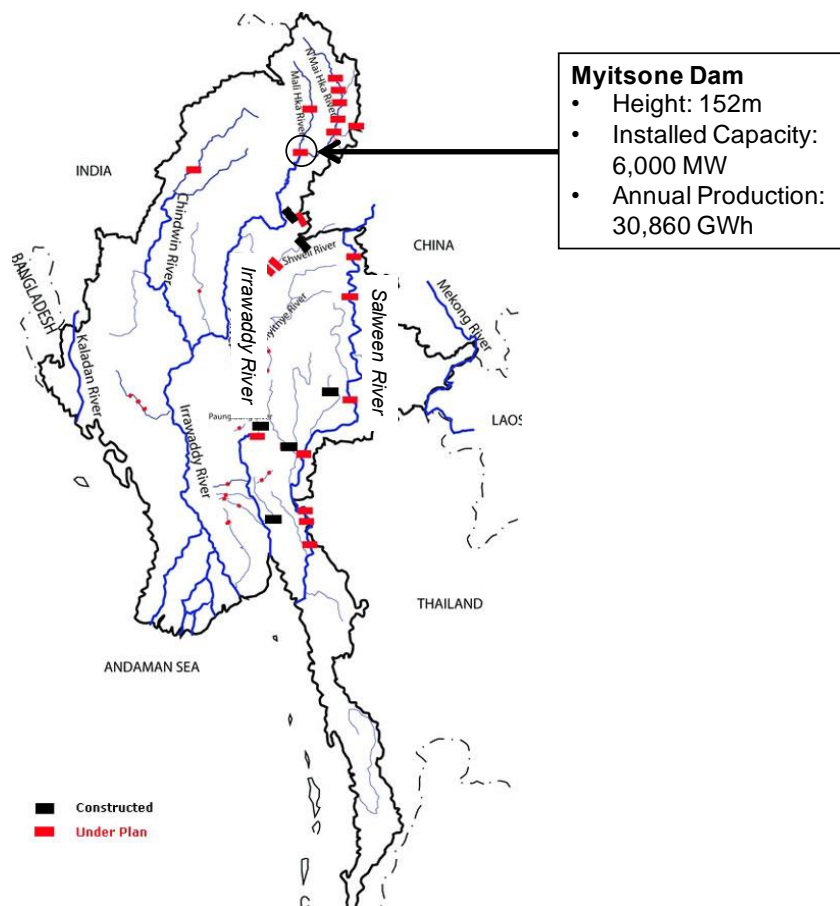 N'Mai Hka River
Mali Hka River
Myitsone Dam
• Height: 152m
• Installed Capacity:
6,000 MW
• Annual Production:
30,860 GWh
INDIA
Chindwin River
CHINA
Shweli River
BANGLADESH
Irrawaddy River
Salween River
Mekong River
Kaladan River
River
LAOS
Irrawaddy River
THAILAND
ANDAMAN SEA
Constructed
Under Plan